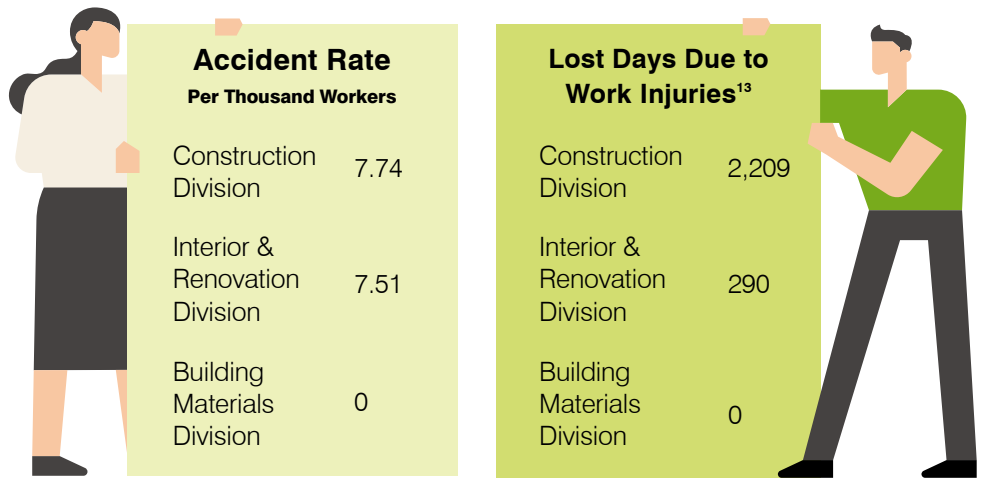 Accident Rate
Per Thousand Workers
Construction
Division
7.74
Interior &
Renovation
Division
7.51
Building
Materials
Division
0
Lost Days Due to
Work Injuries¹³
Construction
Division
2,209
Interior &
Renovation
Division
290
Building
Materials
Division
0